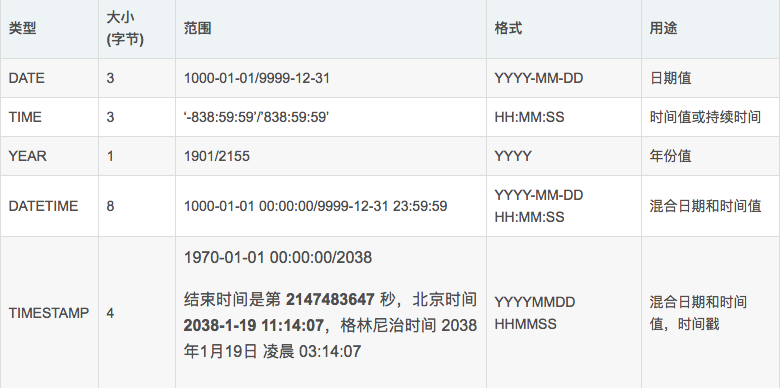 类型 大小 (字节) 范围 格式 用途
DATE 3 1000-01-01/9999-12-31 YYYY-MM-DD 日期值
TIME 3 ‘-838:59:59’/’838:59:59’ HH:MM:SS 时间值或持续时间
YEAR 1 1901/2155 YYYY 年份值
DATETIME 8 1000-01-01 00:00:00/9999-12-31 23:59:59 YYYY-MM-DD HH:MM:SS 混合日期和时间值
TIMESTAMP 4
1970-01-01 00:00:00/2038
结束时间是第 2147483647 秒，北京时间
2038-1-19 11:14:07，格林尼治时间 2038
年1月19日 凌晨 03:14:07
YYYYMMDD
HHMMSS
混合日期和时间
值，时间戳